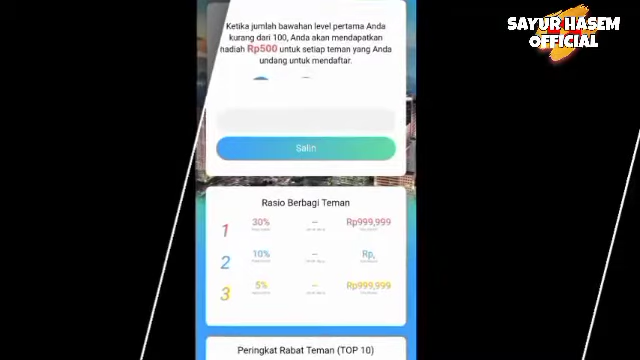 SAYUR HASEM
OFFICIAL
Ketika jumlah bawahan level pertama Anda
kurang dari 100, Anda akan mendapatkan
hadiah Rp500 untuk setiap teman yang Anda
undang untuk mendaftar.
Salin
Rasio Berbagi Teman
1 30% -- Rp999,999
2 10% -- Rp,
3 5% -- Rp999,999
Peringkat Rabat Teman (TOP 10)